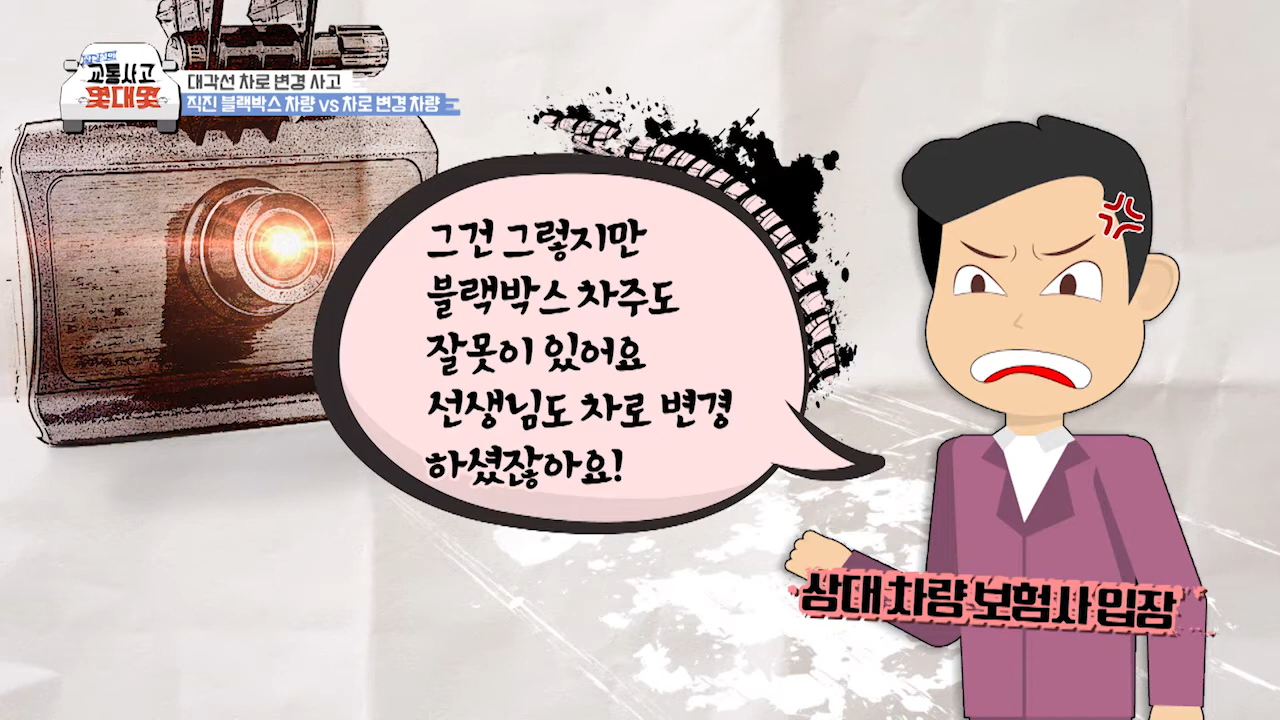 교통사고
몇대몇
대각선 차로 변경 사고
직진 블랙박스 차량 vs 차로 변경 차량
그건 그렇지만
블랙박스 차주도
잘못이 있어요
선생님도 차로 변경
하셨잖아요!
상대 차량 보험사 입장